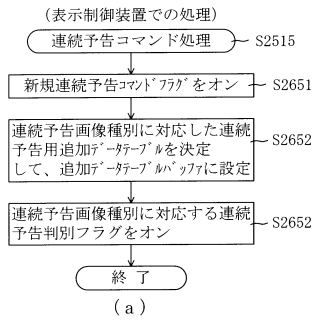 (表示制御装置での処理)
連続予告コマンド処理
S2515
新規連続予告ｺﾏﾝﾄﾞﾌﾗｸﾞをオン
S2651
連続予告画像種別に対応した連続
予告用追加ﾃﾞｰﾀﾃｰﾌﾞﾙを決定
して、追加ﾃﾞｰﾀﾃｰﾌﾞﾙﾊﾞｯﾌｧに設定
S2652
連続予告画像種別に対応する連続
予告判別フラグをオン
S2652
終了
(a)